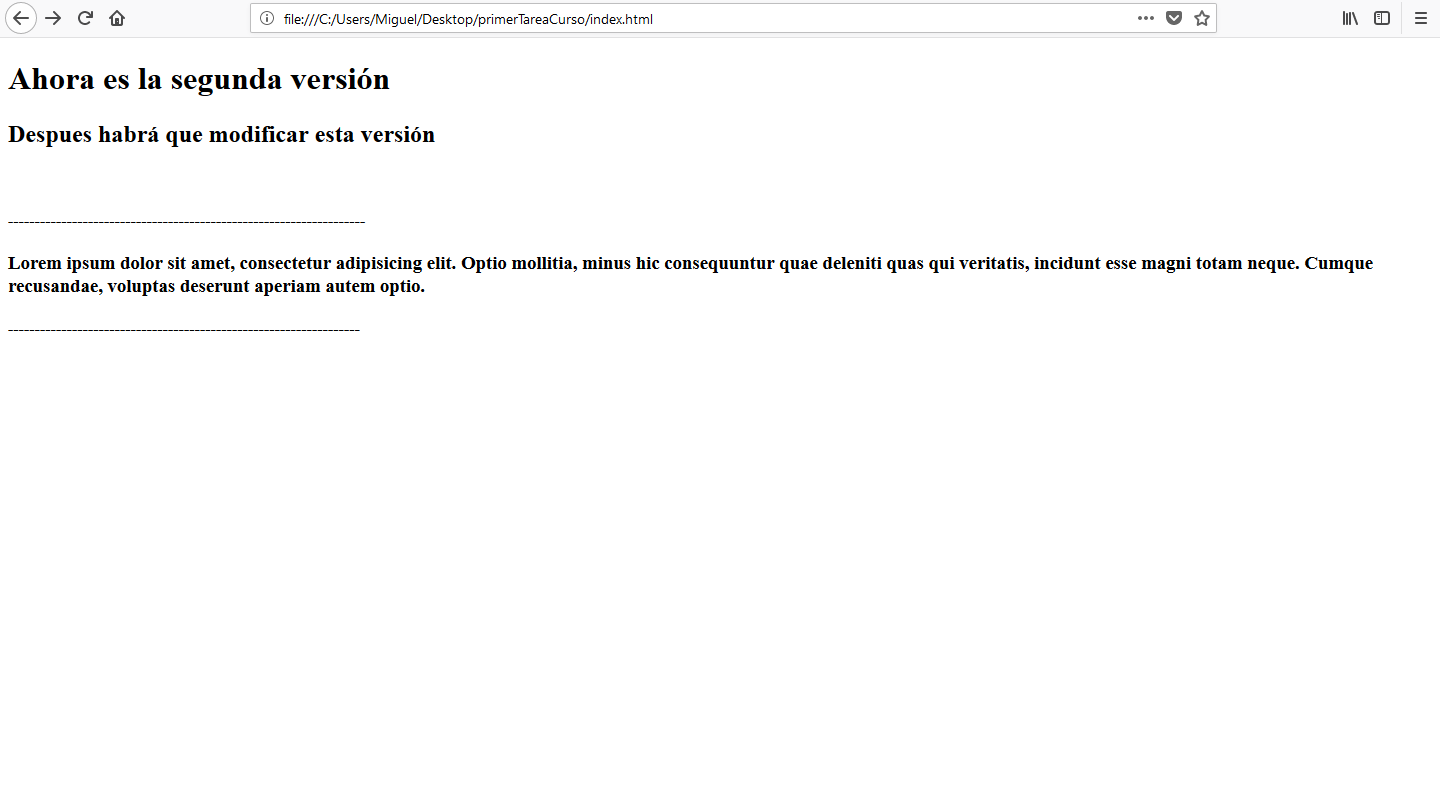 file:///C:/Users/Miguel/Desktop/primerTareaCurso/index.html
Ahora es la segunda versión
Despues habrá que modificar esta versión
--------------------------------------------------------------------
Lorem ipsum dolor sit amet, consectetur adipisicing elit. Optio mollitia, minus hic consequuntur quae deleniti quas qui veritatis, incidunt esse magni totam neque. Cumque
recusandae, voluptas deserunt aperiam autem optio.
-------------------------------------------------------------------